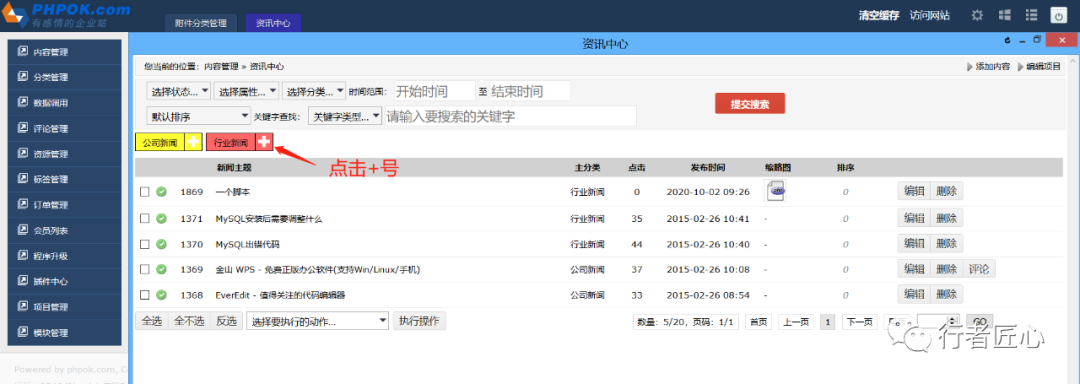 PHPOK.com
有感情的企业站
附件分类管理
资讯中心
清空缓存 访问网站
内容管理
分类管理
数据调用
评论管理
资源管理
标签管理
订单管理
会员列表
程序升级
插件中心
项目管理
模块管理
Powered by phpok.com, C
资讯中心
您当前的位置：内容管理 » 资讯中心
添加内容 编辑项目
选择状态... 选择属性... 选择分类... 时间范围： 开始时间 至 结束时间
默认排序 关键字查找： 关键字类型... 请输入要搜索的关键字
提交搜索
公司新闻 + 行业新闻 +
点击+号
新闻主题 主分类 点击 发布时间 缩略图 排序
1869 一个脚本 行业新闻 0 2020-10-02 09:26 0 编辑 删除
1371 MySQL安装后需要调整什么 行业新闻 35 2015-02-26 10:41 - 0 编辑 删除
1370 MySQL出错代码 行业新闻 44 2015-02-26 10:40 - 0 编辑 删除
1369 金山 WPS - 免费正版办公软件(支持Win/Linux/手机) 公司新闻 37 2015-02-26 10:08 - 0 编辑 删除 评论
1368 EverEdit - 值得关注的代码编辑器 公司新闻 33 2015-02-26 08:54 - 0 编辑 删除
全选 全不选 反选 选择要执行的动作... 执行操作
数量：5/20，页码：1/1 首页 上一页 1 下一页 GO
行者匠心